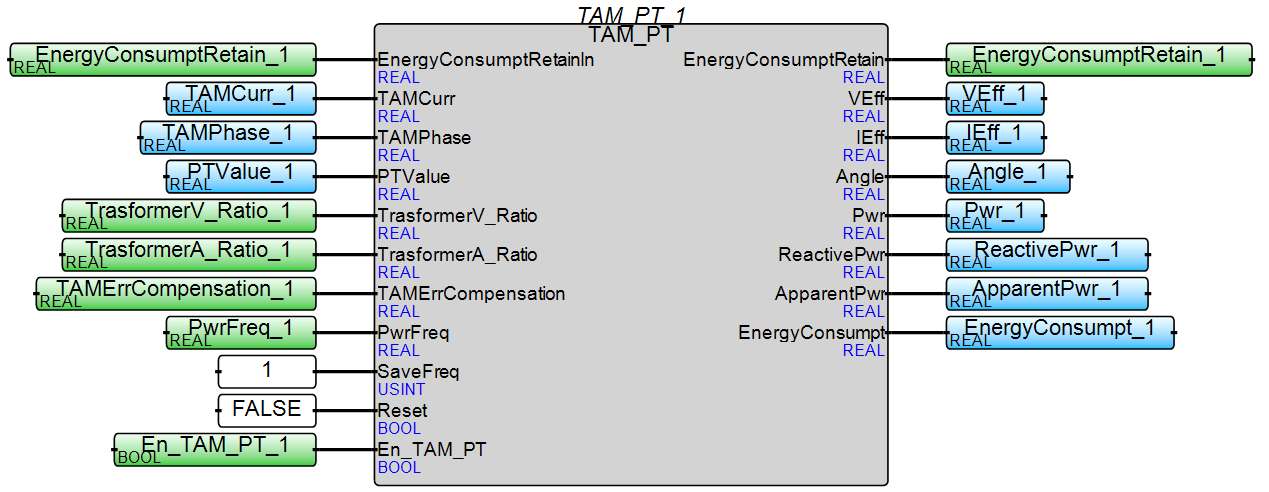 TAM_PT_1
TAM_PT
EnergyConsumptRetain_1 EnergyConsumptRetainIn EnergyConsumptRetain EnergyConsumptRetain_1
REAL REAL REAL REAL
TAMCurr_1 TAMCurr VEff VEff_1
REAL REAL REAL REAL
TAMPhase_1 TAMPhase IEff IEff_1
REAL REAL REAL REAL
PTValue_1 PTValue Angle Angle_1
REAL REAL REAL REAL
TrasformerV_Ratio_1 TrasformerV_Ratio Pwr Pwr_1
REAL REAL REAL REAL
TrasformerA_Ratio_1 TrasformerA_Ratio ReactivePwr ReactivePwr_1
REAL REAL REAL REAL
TAMErrCompensation_1 TAMErrCompensation ApparentPwr ApparentPwr_1
REAL REAL REAL REAL
PwrFreq_1 PwrFreq EnergyConsumpt EnergyConsumpt_1
REAL REAL REAL REAL
1 SaveFreq
USINT
FALSE Reset
BOOL
En_TAM_PT_1 En_TAM_PT
BOOL BOOL